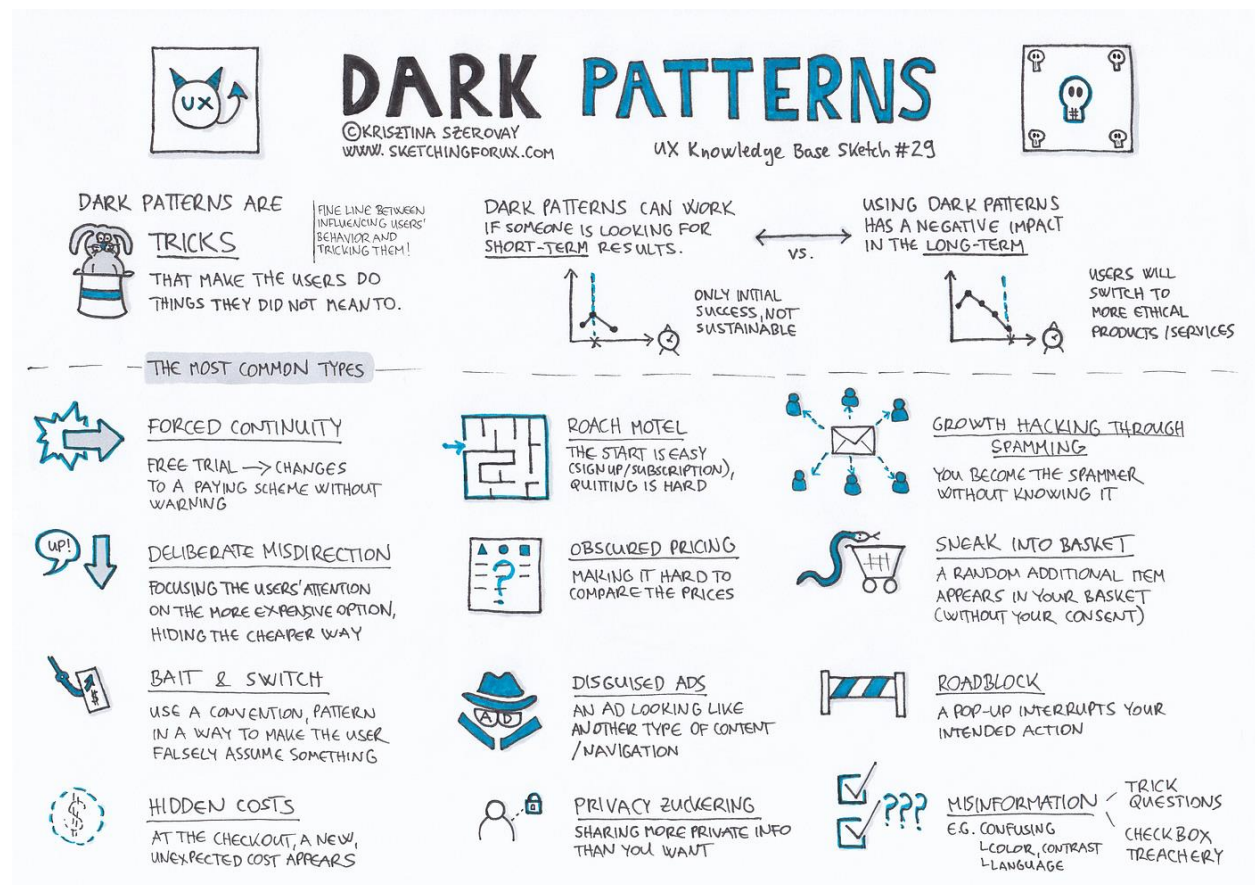 UX
DARK PATTERNS
©KRISZTINA SZEROVAY
WWW.SKETCHINGFORUX.COM
UX Knowledge Base Sketch #29
#
DARK PATTERNS ARE
TRICKS
THAT MAKE THE USERS DO
THINGS THEY DID NOT MEAN TO.
FINE LINE BETWEEN
INFLUENCING USERS'
BEHAVIOR AND
TRICKING THEM!
DARK PATTERNS CAN WORK
IF SOMEONE IS LOOKING FOR
SHORT-TERM RESULTS.
ONLY INITIAL
SUCCESS, NOT
SUSTAINABLE
VS.
USING DARK PATTERNS
HAS A NEGATIVE IMPACT
IN THE LONG-TERM
USERS WILL
SWITCH TO
MORE ETHICAL
PRODUCTS/SERVICES
THE MOST COMMON TYPES
FORCED CONTINUITY
FREE TRIAL → CHANGES
TO A PAYING SCHEME WITHOUT
WARNING
ROACH MOTEL
THE START IS EASY
(SIGN UP/SUBSCRIPTION),
QUITING IS HARD
GROWTH HACKING THROUGH
SPAMMING
YOU BECOME THE SPAMMER
WITHOUT KNOWING IT
UP!
DELIBERATE MISDIRECTION
FOCUSING THE USERS' ATTENTION
ON THE MORE EXPENSIVE OPTION,
HIDING THE CHEAPER WAY
?
OBSCURED PRICING
MAKING IT HARD TO
COMPARE THE PRICES
SNEAK INTO BASKET
A RANDOM ADDITIONAL ITEM
APPEARS IN YOUR BASKET
(WITHOUT YOUR CONSENT)
$
BAIT & SWITCH
USE A CONVENTION, PATTERN
IN A WAY TO MAKE THE USER
FALSELY ASSUME SOMETHING
AD
DISGUISED ADS
AN AD LOOKING LIKE
ANOTHER TYPE OF CONTENT
/NAVIGATION
ROADBLOCK
A POP-UP INTERRUPTS YOUR
INTENDED ACTION
$
HIDDEN COSTS
AT THE CHECKOUT, A NEW,
UNEXPECTED COST APPEARS
PRIVACY ZUCKERING
SHARING MORE PRIVATE INFO
THAN YOU WANT
???
MISINFORMATION
E.G. CONFUSING
COLOR, CONTRAST
LANGUAGE
TRICK
QUESTIONS
CHECKBOX
TREACHERY